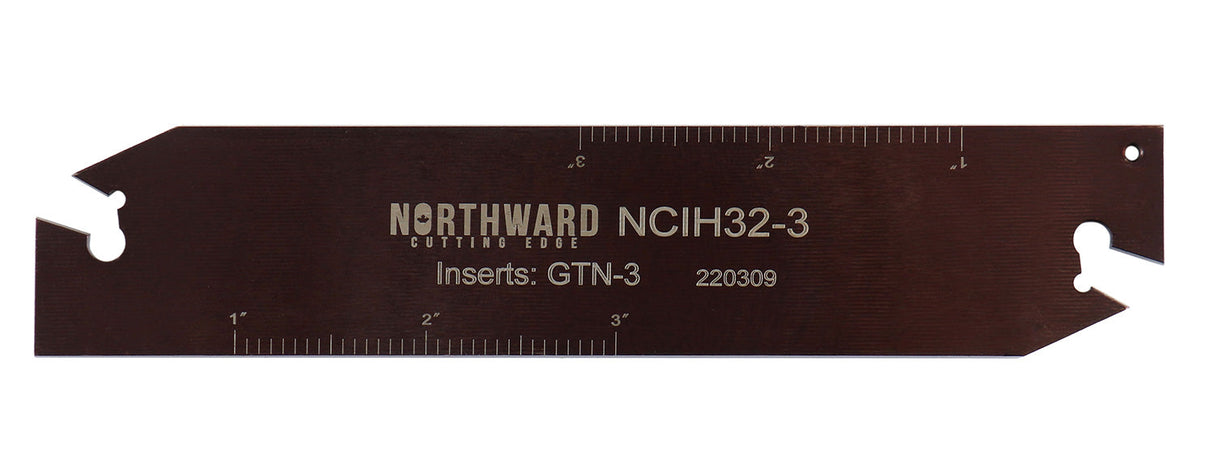 3" 2" 1"
NORTHWARD NCIH32-3
CUTTING EDGE
Inserts: GTN-3 220309
1" 2" 3"